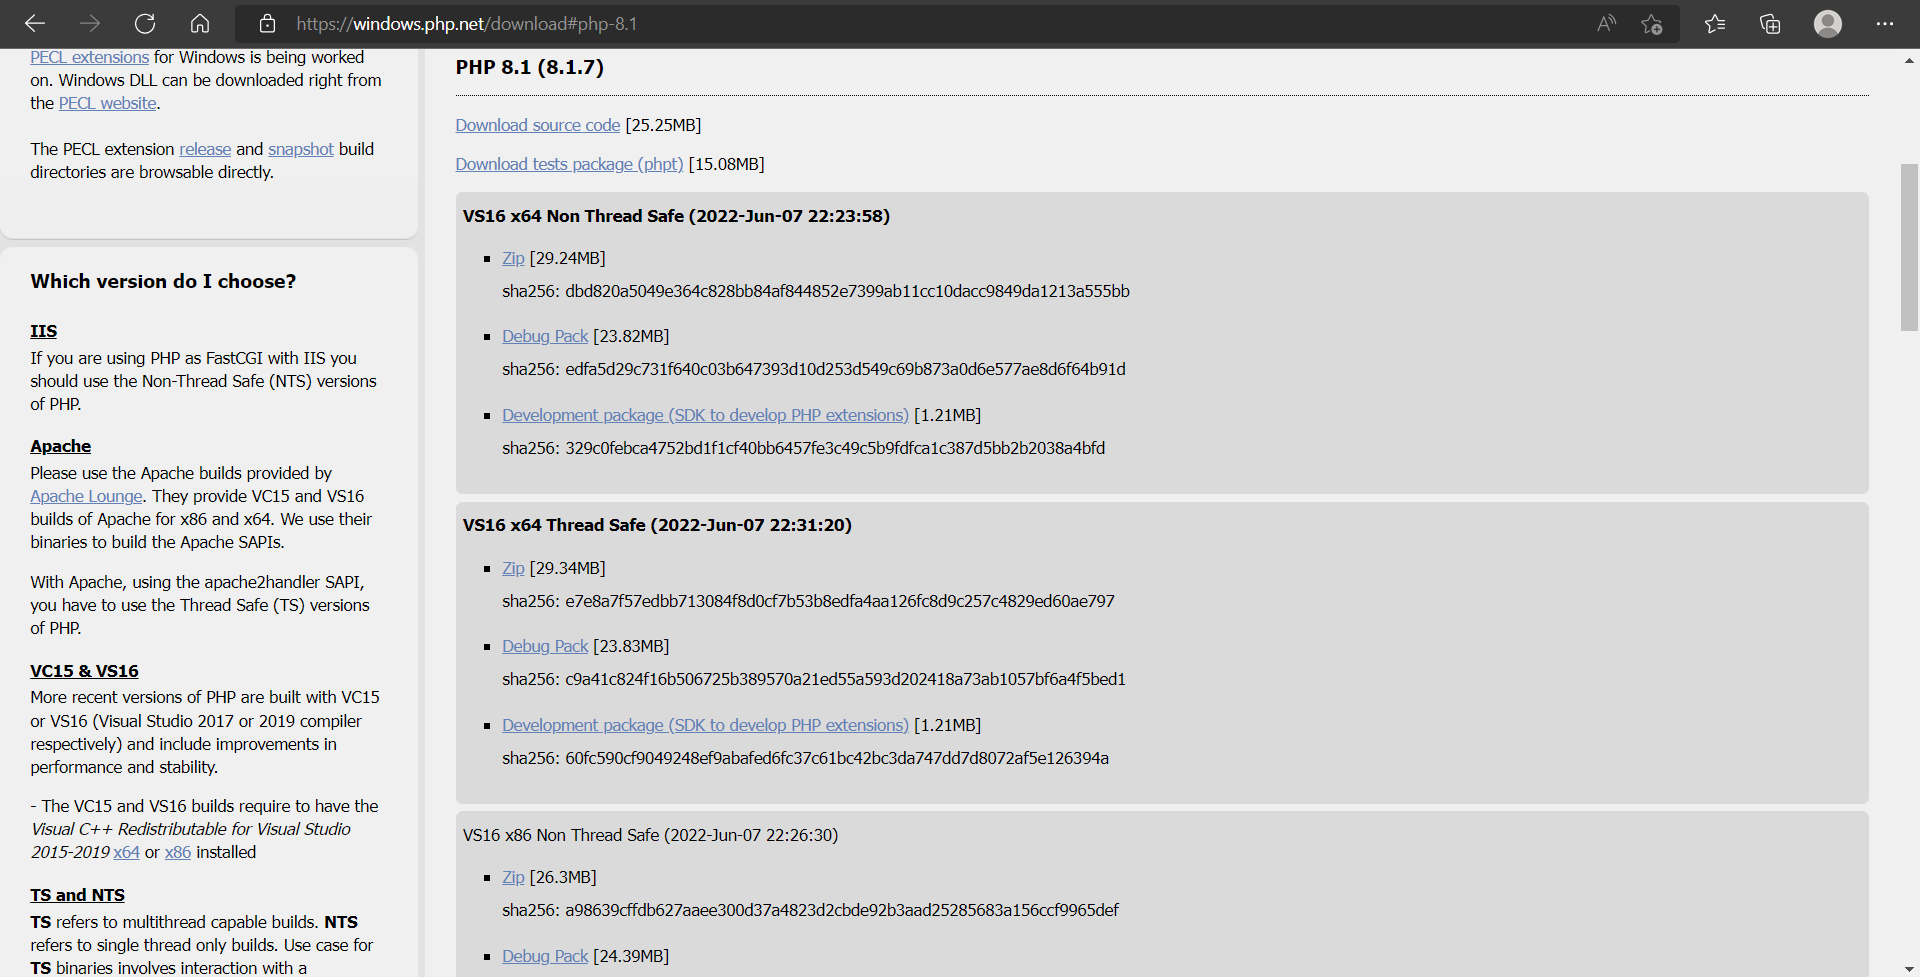 https://windows.php.net/download#php-8.1
PECL extensions for Windows is being worked
on. Windows DLL can be downloaded right from
the PECL website.
The PECL extension release and snapshot build
directories are browsable directly.
Which version do I choose?
IIS
If you are using PHP as FastCGI with IIS you
should use the Non-Thread Safe (NTS) versions
of PHP.
Apache
Please use the Apache builds provided by
Apache Lounge. They provide VC15 and VS16
builds of Apache for x86 and x64. We use their
binaries to build the Apache SAPIs.
With Apache, using the apache2handler SAPI,
you have to use the Thread Safe (TS) versions
of PHP.
VC15 & VS16
More recent versions of PHP are built with VC15
or VS16 (Visual Studio 2017 or 2019 compiler
respectively) and include improvements in
performance and stability.
- The VC15 and VS16 builds require to have the
Visual C++ Redistributable for Visual Studio
2015-2019 x64 or x86 installed
TS and NTS
TS refers to multithread capable builds. NTS
refers to single thread only builds. Use case for
TS binaries involves interaction with a
PHP 8.1 (8.1.7)
Download source code [25.25MB]
Download tests package (phpt) [15.08MB]
VS16 x64 Non Thread Safe (2022-Jun-07 22:23:58)
Zip [29.24MB]
sha256: dbd820a5049e364c828bb84af844852e7399ab11cc10dacc9849da1213a555bb
Debug Pack [23.82MB]
sha256: edfa5d29c731f640c03b647393d10d253d549c69b873a0d6e577ae8d6f64b91d
Development package (SDK to develop PHP extensions) [1.21MB]
sha256: 329c0febca4752bd1f1cf40bb6457fe3c49c5b9fdfca1c387d5bb2b2038a4bfd
VS16 x64 Thread Safe (2022-Jun-07 22:31:20)
Zip [29.34MB]
sha256: e7e8a7f57edbb713084f8d0cf7b53b8edfa4aa126fc8d9c257c4829ed60ae797
Debug Pack [23.83MB]
sha256: c9a41c824f16b506725b389570a21ed55a593d202418a73ab1057bf6a4f5bed1
Development package (SDK to develop PHP extensions) [1.21MB]
sha256: 60fc590cf9049248ef9abafed6fc37c61bc42bc3da747dd7d8072af5e126394a
VS16 x86 Non Thread Safe (2022-Jun-07 22:26:30)
Zip [26.3MB]
sha256: a98639cffdb627aaee300d37a4823d2cbde92b3aad25285683a156ccf9965def
Debug Pack [24.39MB]